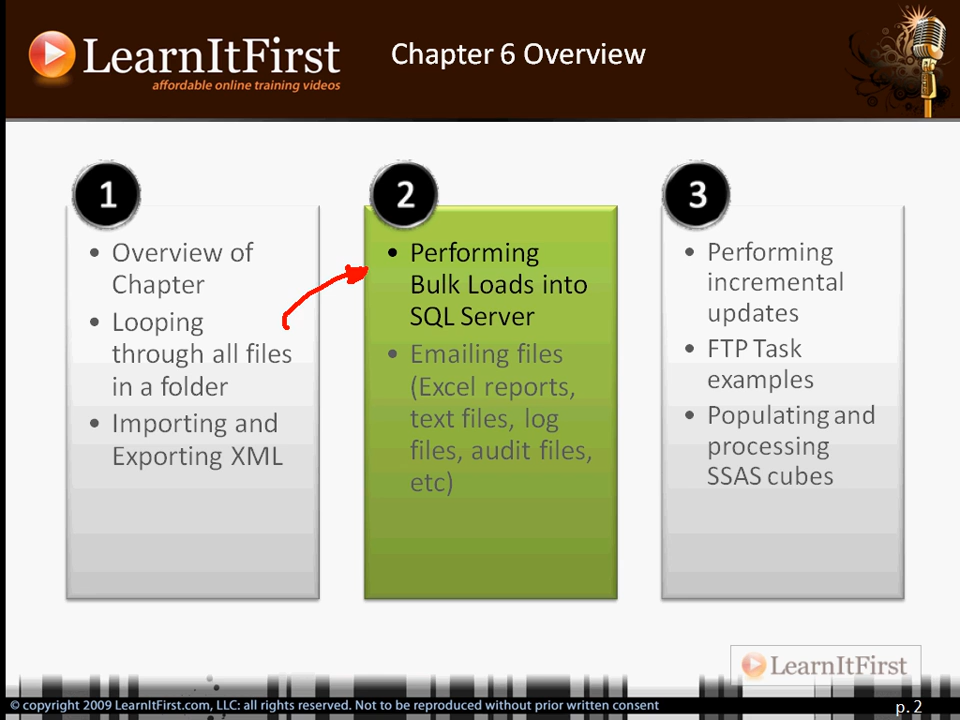 LearnItFirst
affordable online training videos
Chapter 6 Overview
1
• Overview of
Chapter
• Looping
through all files
in a folder
• Importing and
Exporting XML
2
• Performing
Bulk Loads into
SQL Server
• Emailing files
(Excel reports,
text files, log
files, audit files,
etc)
3
• Performing
incremental
updates
• FTP Task
examples
• Populating and
processing
SSAS cubes
LearnItFirst
© copyright 2009 LearnItFirst.com, LLC: all rights reserved. Not to be reproduced without prior written consent
p. 2